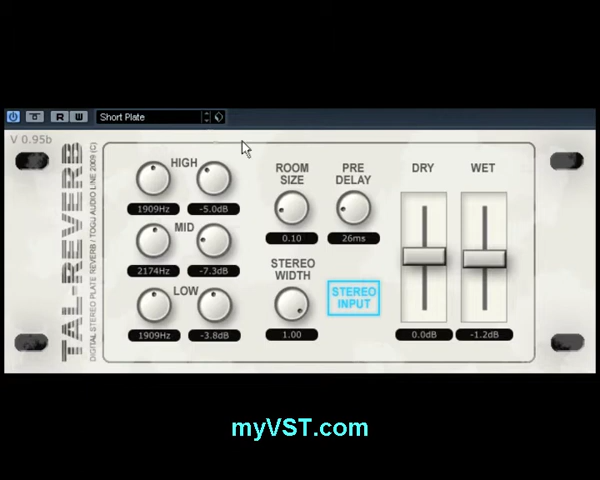 R W Short Plate
V 0.95b
TAL-REVERB
DIGITAL STEREO PLATE REVERB / TOGU AUDIO LINE 2009 (C)
HIGH
1909Hz -5.0dB
MID
2174Hz -7.3dB
LOW
1909Hz -3.8dB
ROOM
SIZE
0.10
PRE
DELAY
26ms
STEREO
WIDTH
1.00
STEREO
INPUT
DRY
0.0dB
WET
-1.2dB
myVST.com